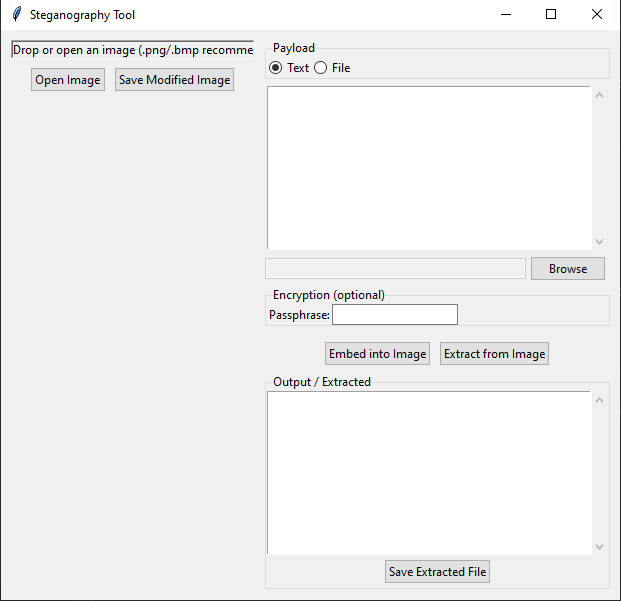 Steganography Tool
Drop or open an image (.png/.bmp recomme
Open Image Save Modified Image
Payload
Text File
Browse
Encryption (optional)
Passphrase:
Embed into Image Extract from Image
Output / Extracted
Save Extracted File